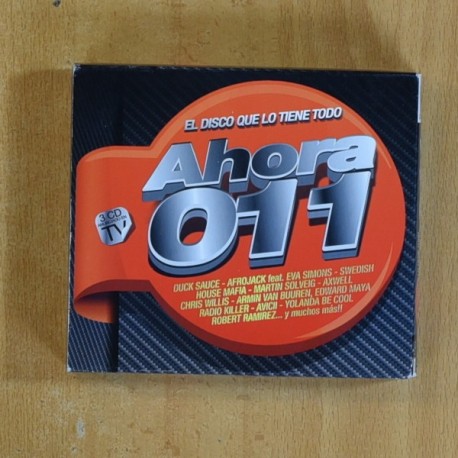 EL DISCO QUE LO TIENE TODO
Ahora
011
3 CD
TV
DUCK SAUCE - AFROJACK feat. EVA SIMONS - SWEDISH
HOUSE MAFIA - MARTIN SOLVEIG - AXWELL
CHRIS WILLIS - ARMIN VAN BUUREN, EDWARD MAYA
RADIO KILLER - AVICII - YOLANDA BE COOL
ROBERT RAMIREZ... y muchos más!!